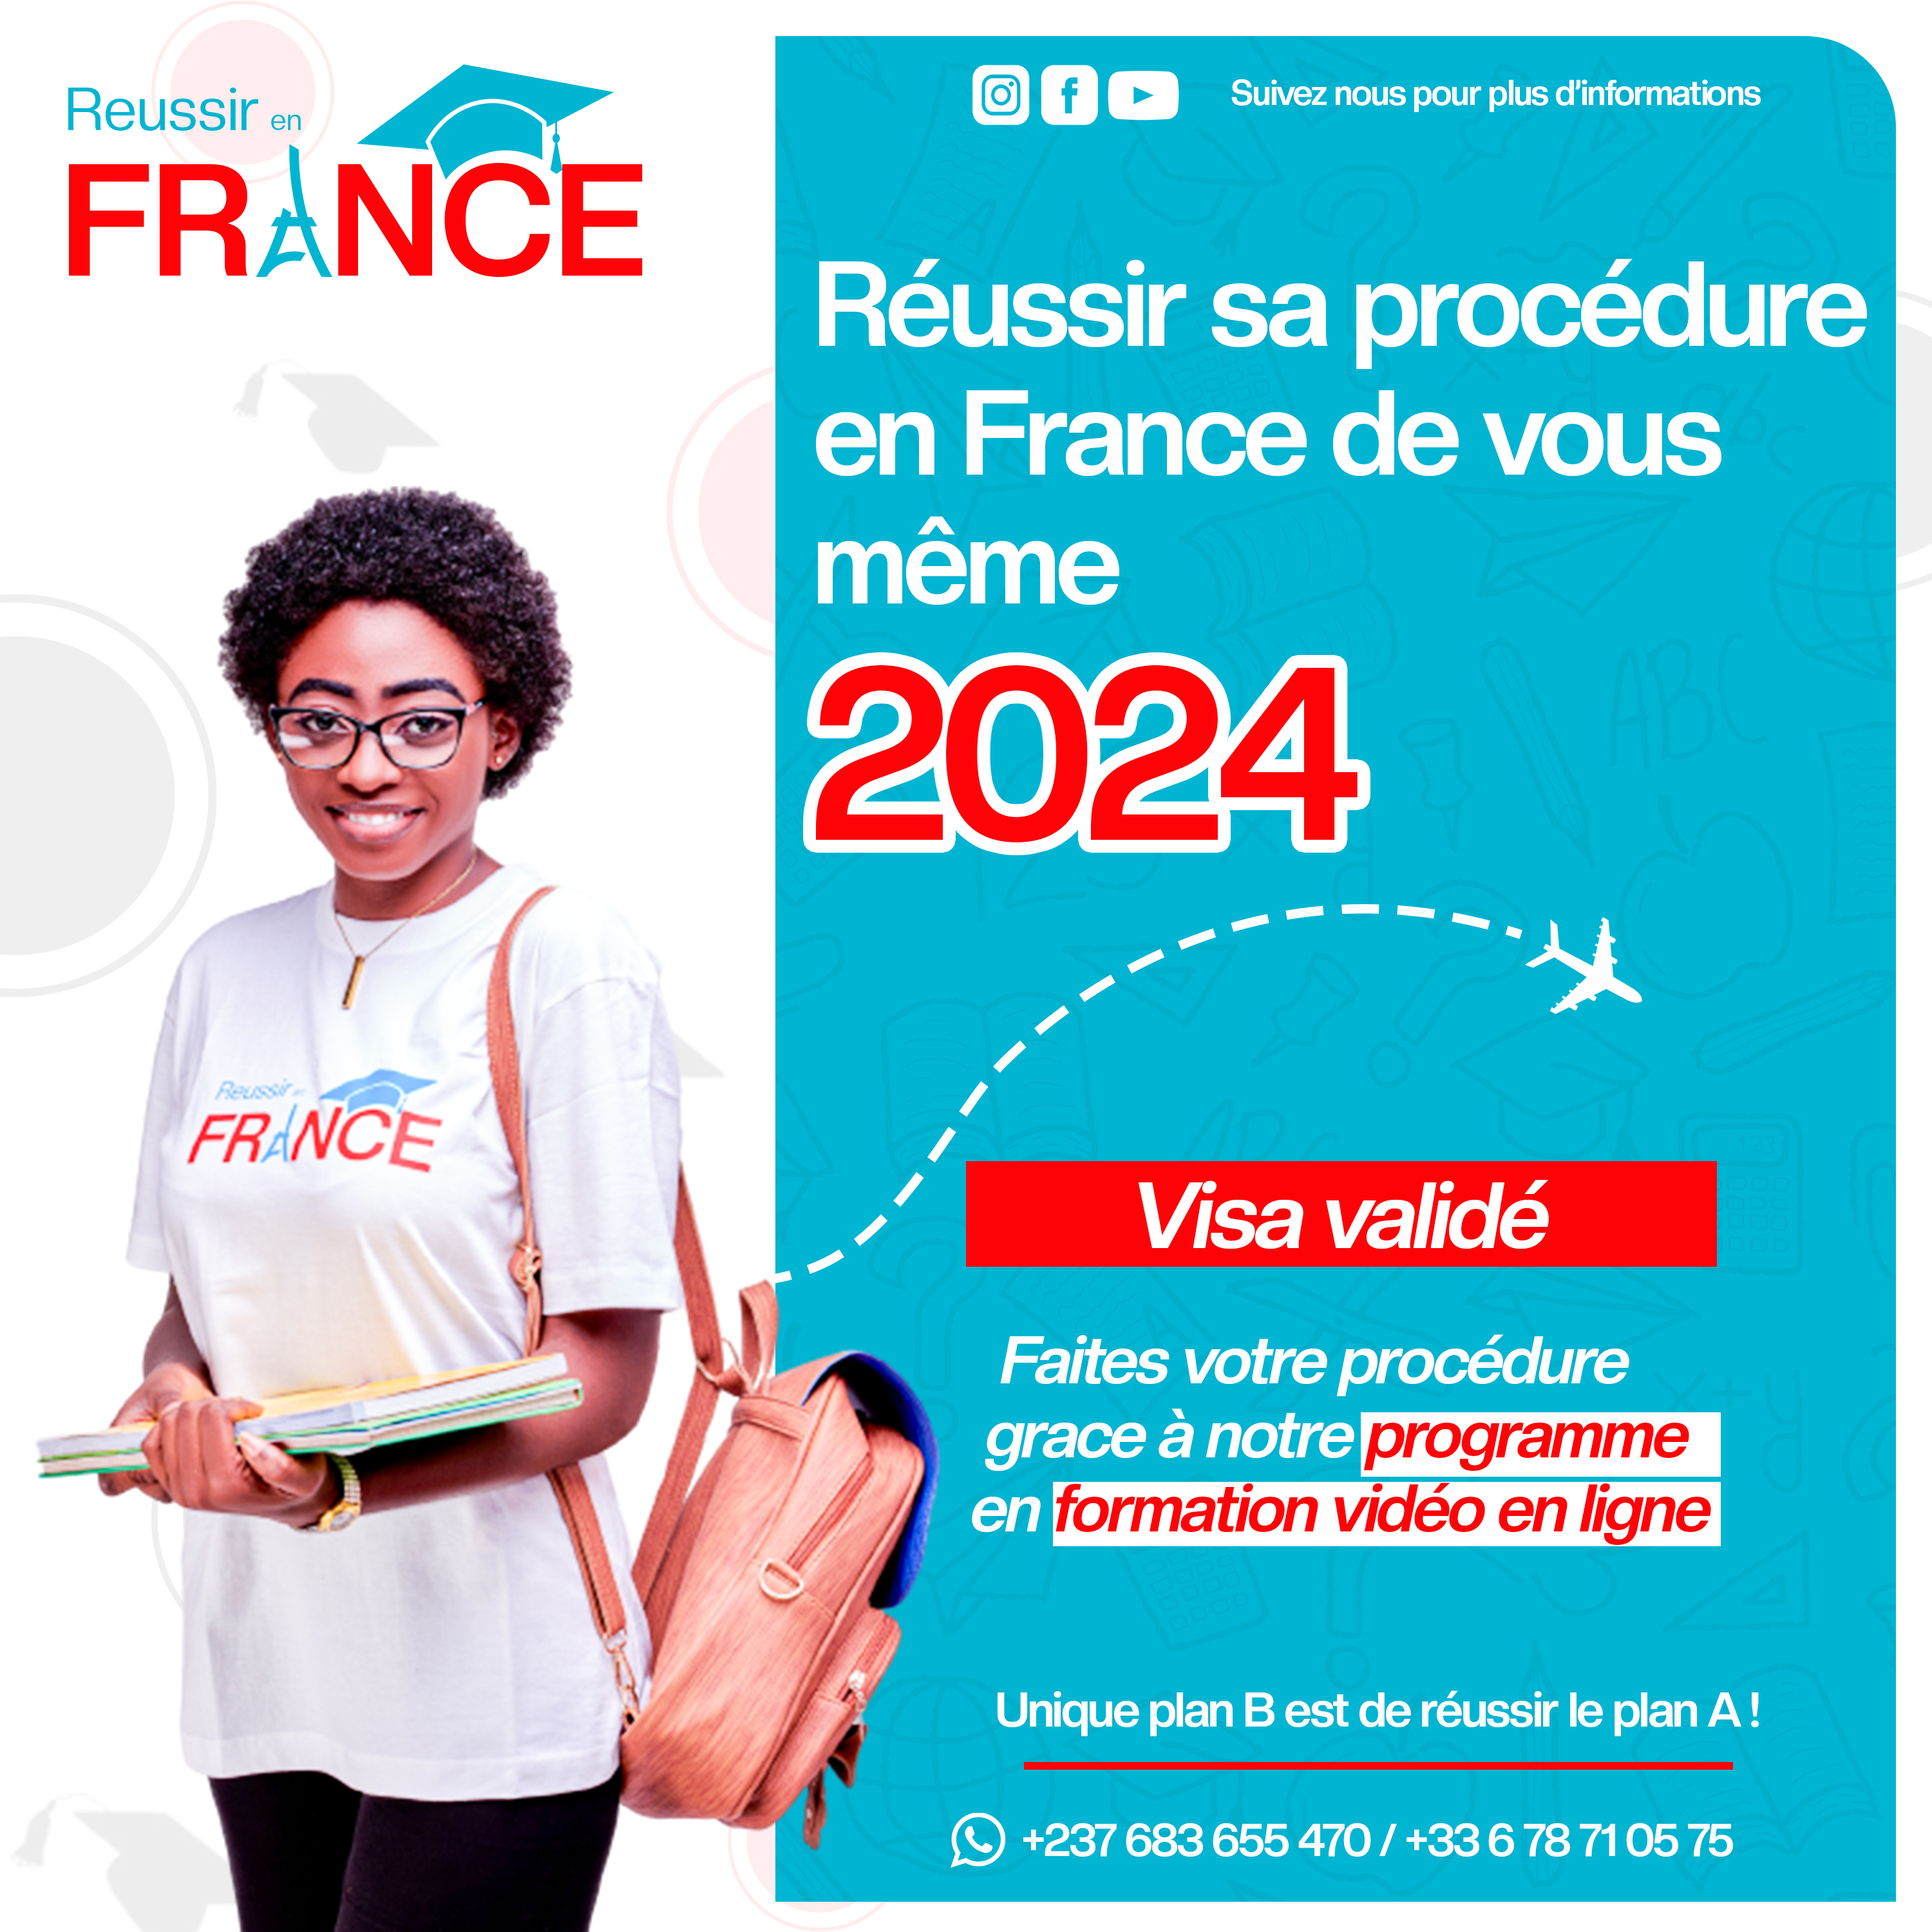 Reussir en
FRANCE
Suivez nous pour plus d'informations
Réussir sa procédure
en France de vous
même
2024
Reussir en
FRANCE
Visa validé
Faites votre procédure
grace à notre programme
en formation vidéo en ligne
Unique plan B est de réussir le plan A !
+237 683 655 470 / +33 6 78 71 05 75